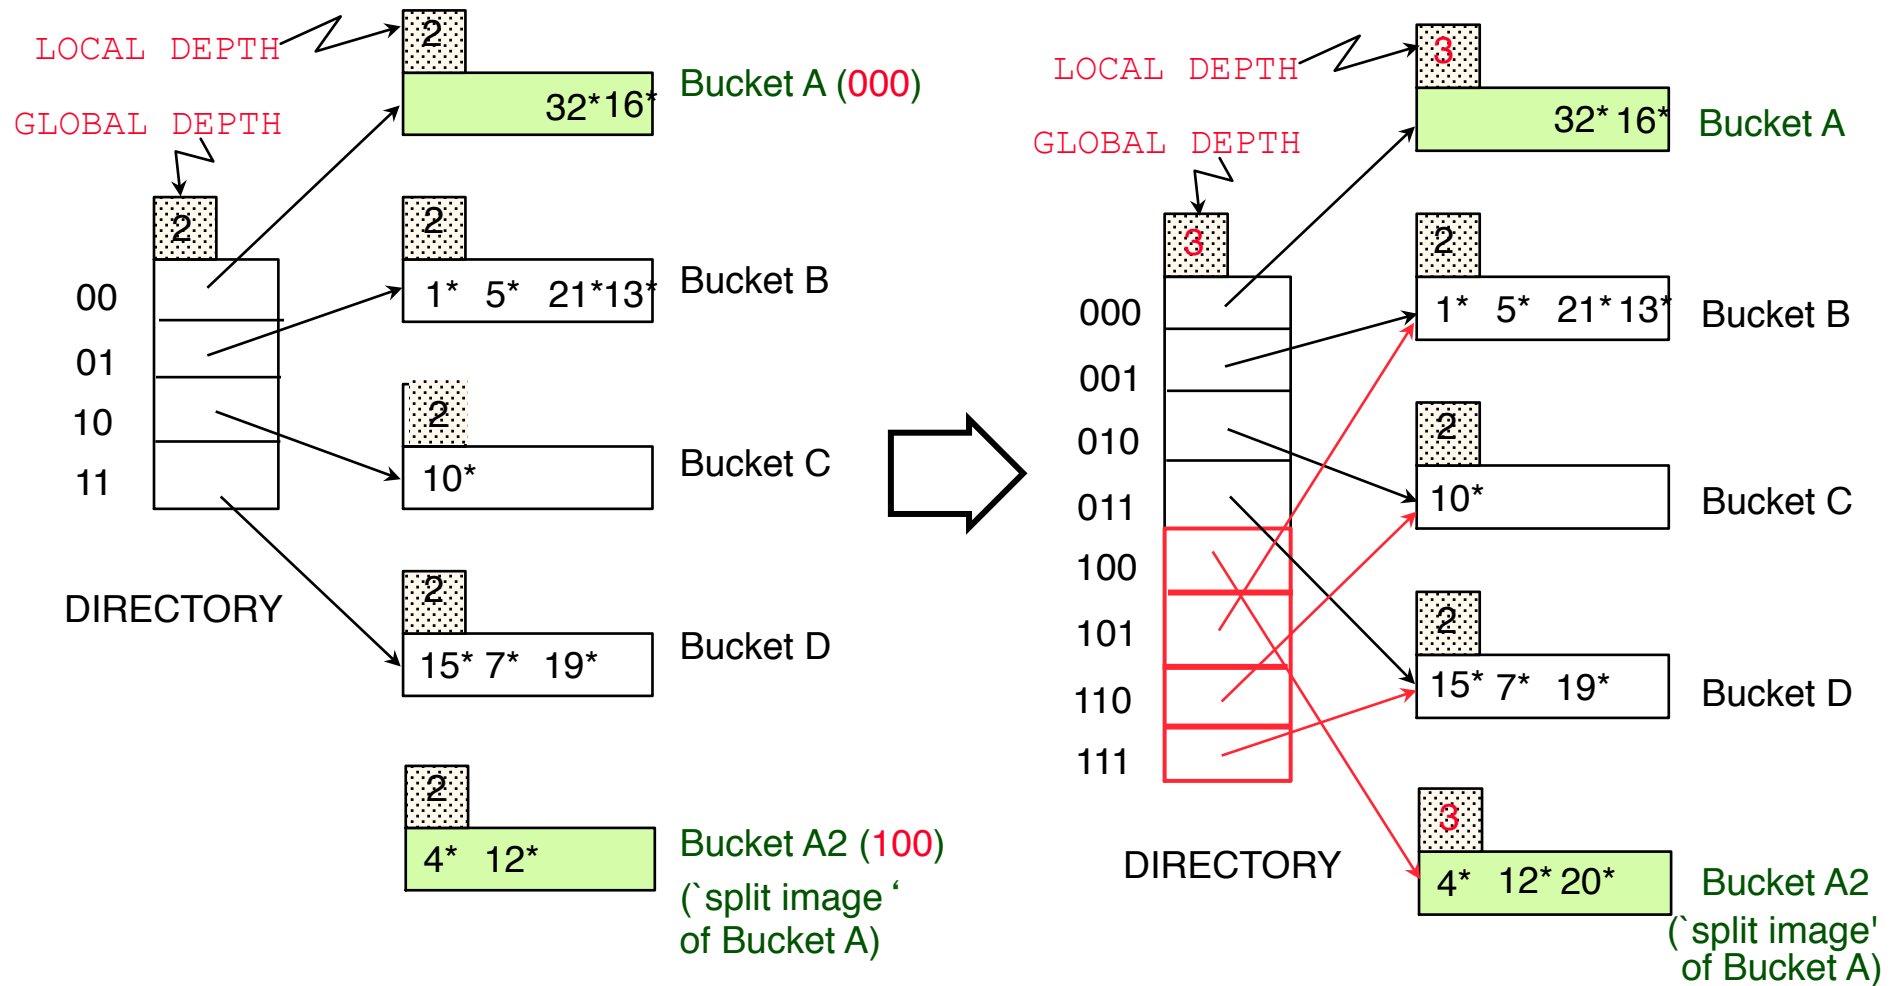 LOCAL DEPTH
2
Bucket A (000)
32* 16*
GLOBAL DEPTH
2
2
00
01
10
11
1* 5* 21* 13*
Bucket B
2
10*
Bucket C
DIRECTORY
2
15* 7* 19*
Bucket D
2
4* 12*
Bucket A2 (100)
(`split image ‘
of Bucket A)
LOCAL DEPTH
3
32* 16*
Bucket A
GLOBAL DEPTH
3
000
001
010
011
100
101
110
111
2
1* 5* 21* 13*
Bucket B
2
10*
Bucket C
2
15* 7* 19*
Bucket D
DIRECTORY
3
4* 12* 20*
Bucket A2
(`split image'
of Bucket A)